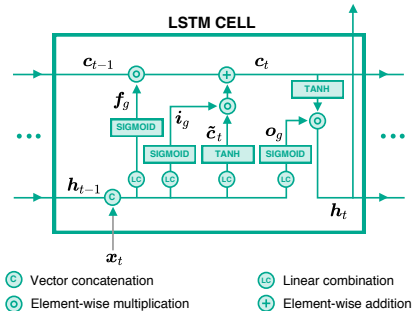 LSTM CELL
c_{t-1}
c_t
TANH
f_g
i_g
c̃_t
o_g
SIGMOID
SIGMOID
TANH
SIGMOID
h_{t-1}
LC
LC
LC
LC
C
h_t
x_t
C Vector concatenation
LC Linear combination
Element-wise multiplication
Element-wise addition